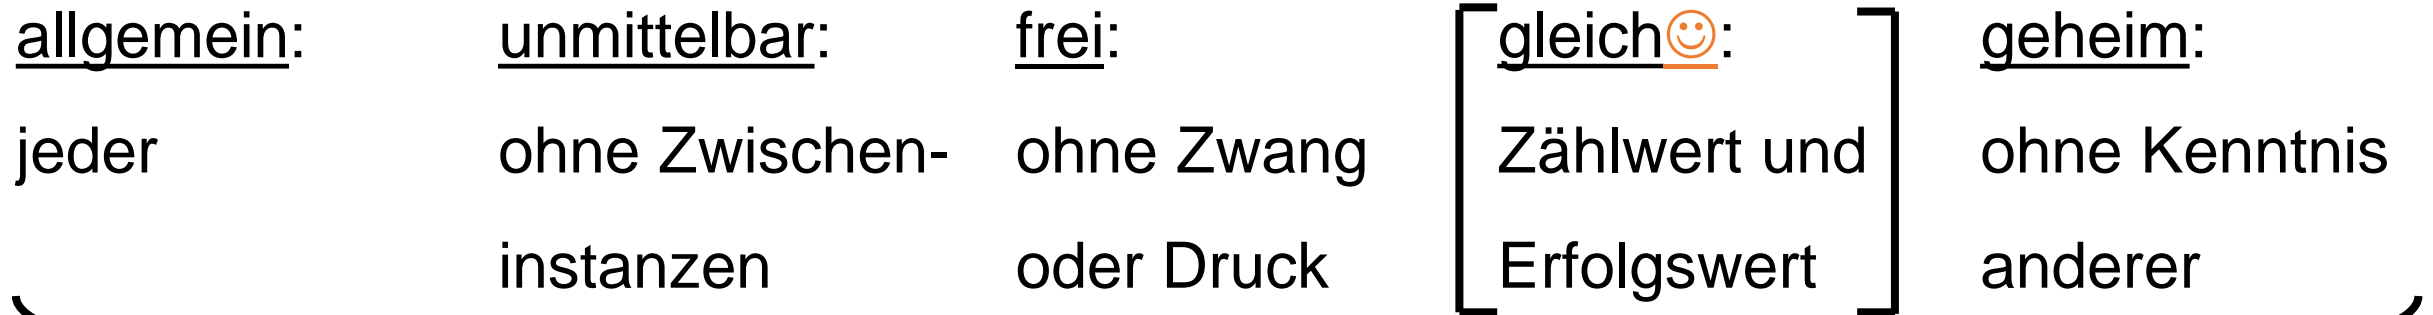 allgemein: unmittelbar: frei: gleich☺: geheim:
jeder ohne Zwischen- ohne Zwang Zählwert und ohne Kenntnis
instanzen oder Druck Erfolgswert anderer